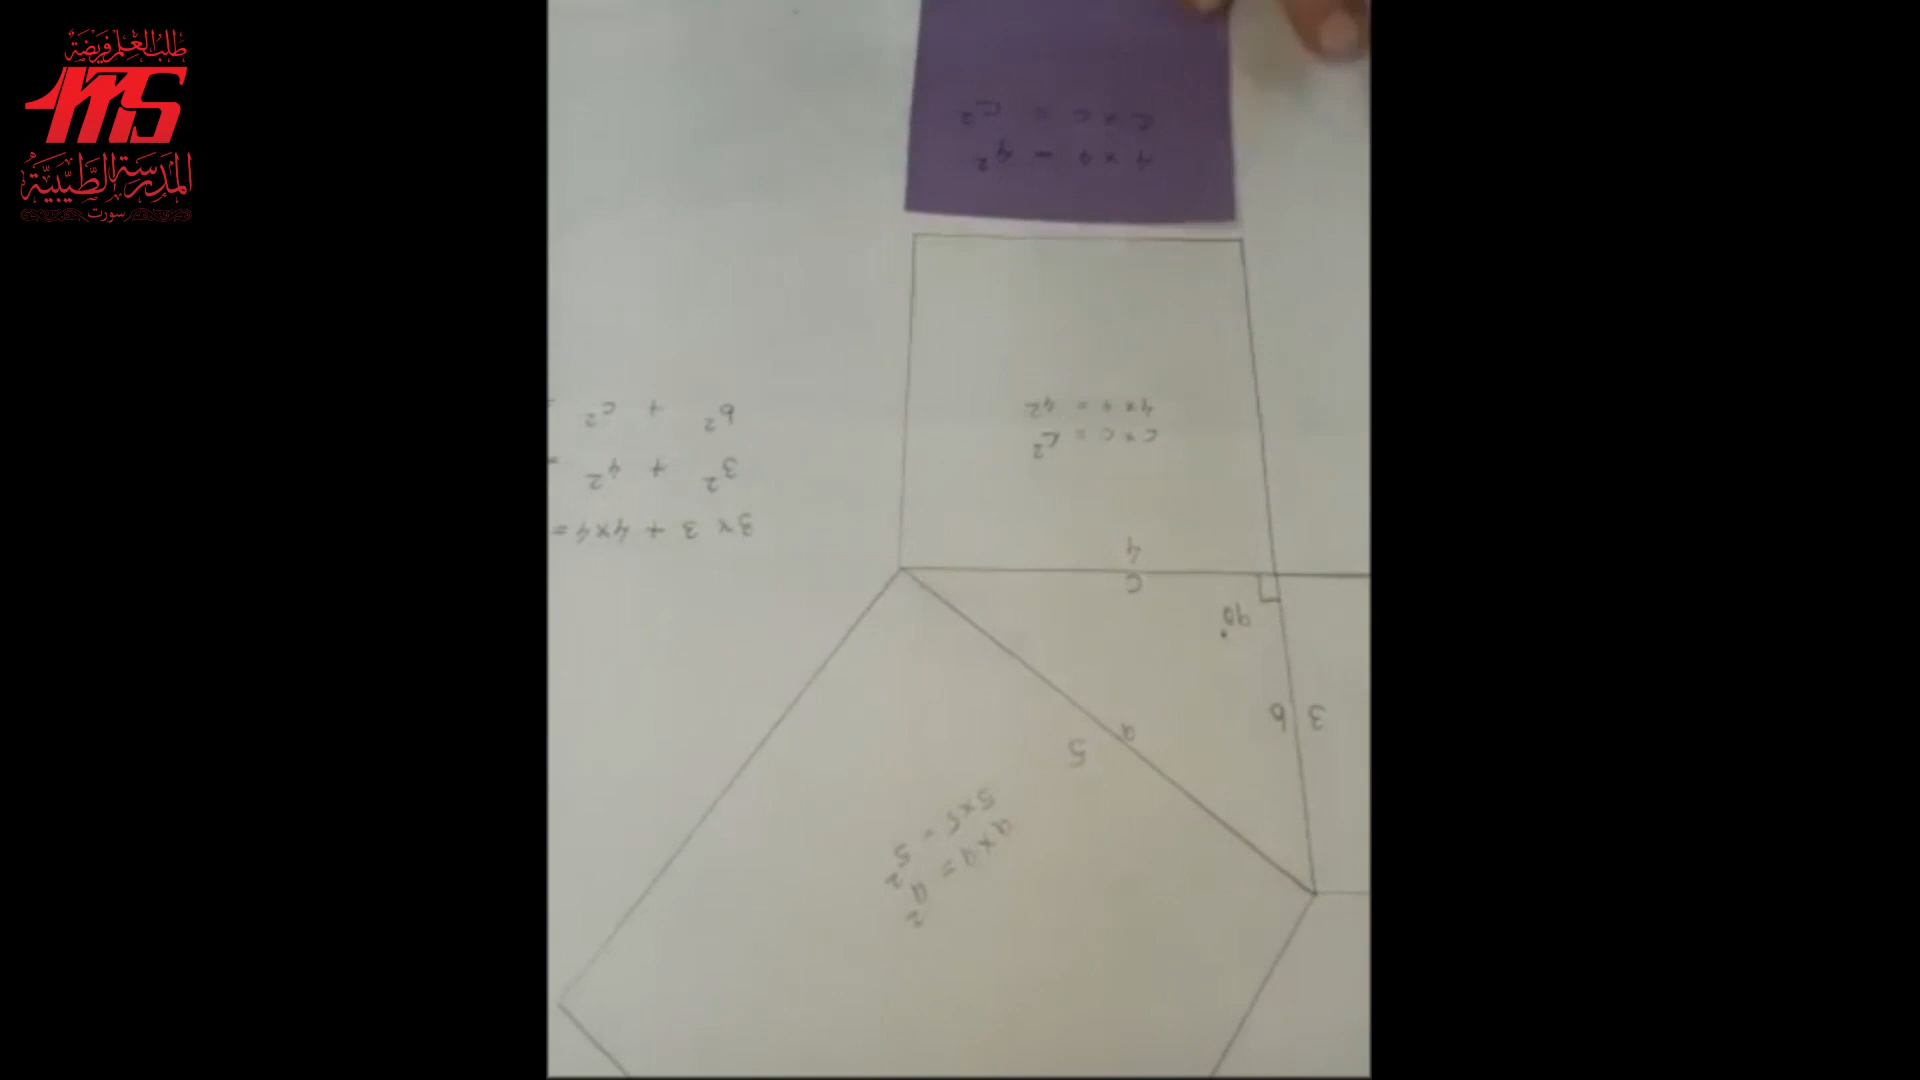 طلب العلم فريضة
MS
المدرسة الطيبية
سورت
c × c = c²
4 × 4 = 4²
4 × 4 = 4²
c × c = c²
b² + c²
3² + 4² =
3 × 3 + 4 × 4 =
4
c
90°
b 3
a
5
5 × 5 = 5²
a × a = a²